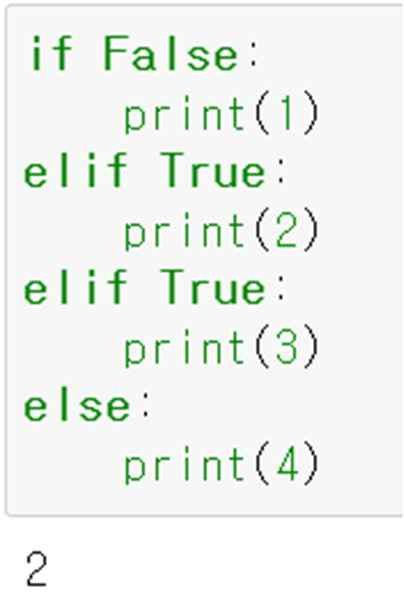 if False:
    print(1)
elif True:
    print(2)
elif True:
    print(3)
else:
    print(4)
2